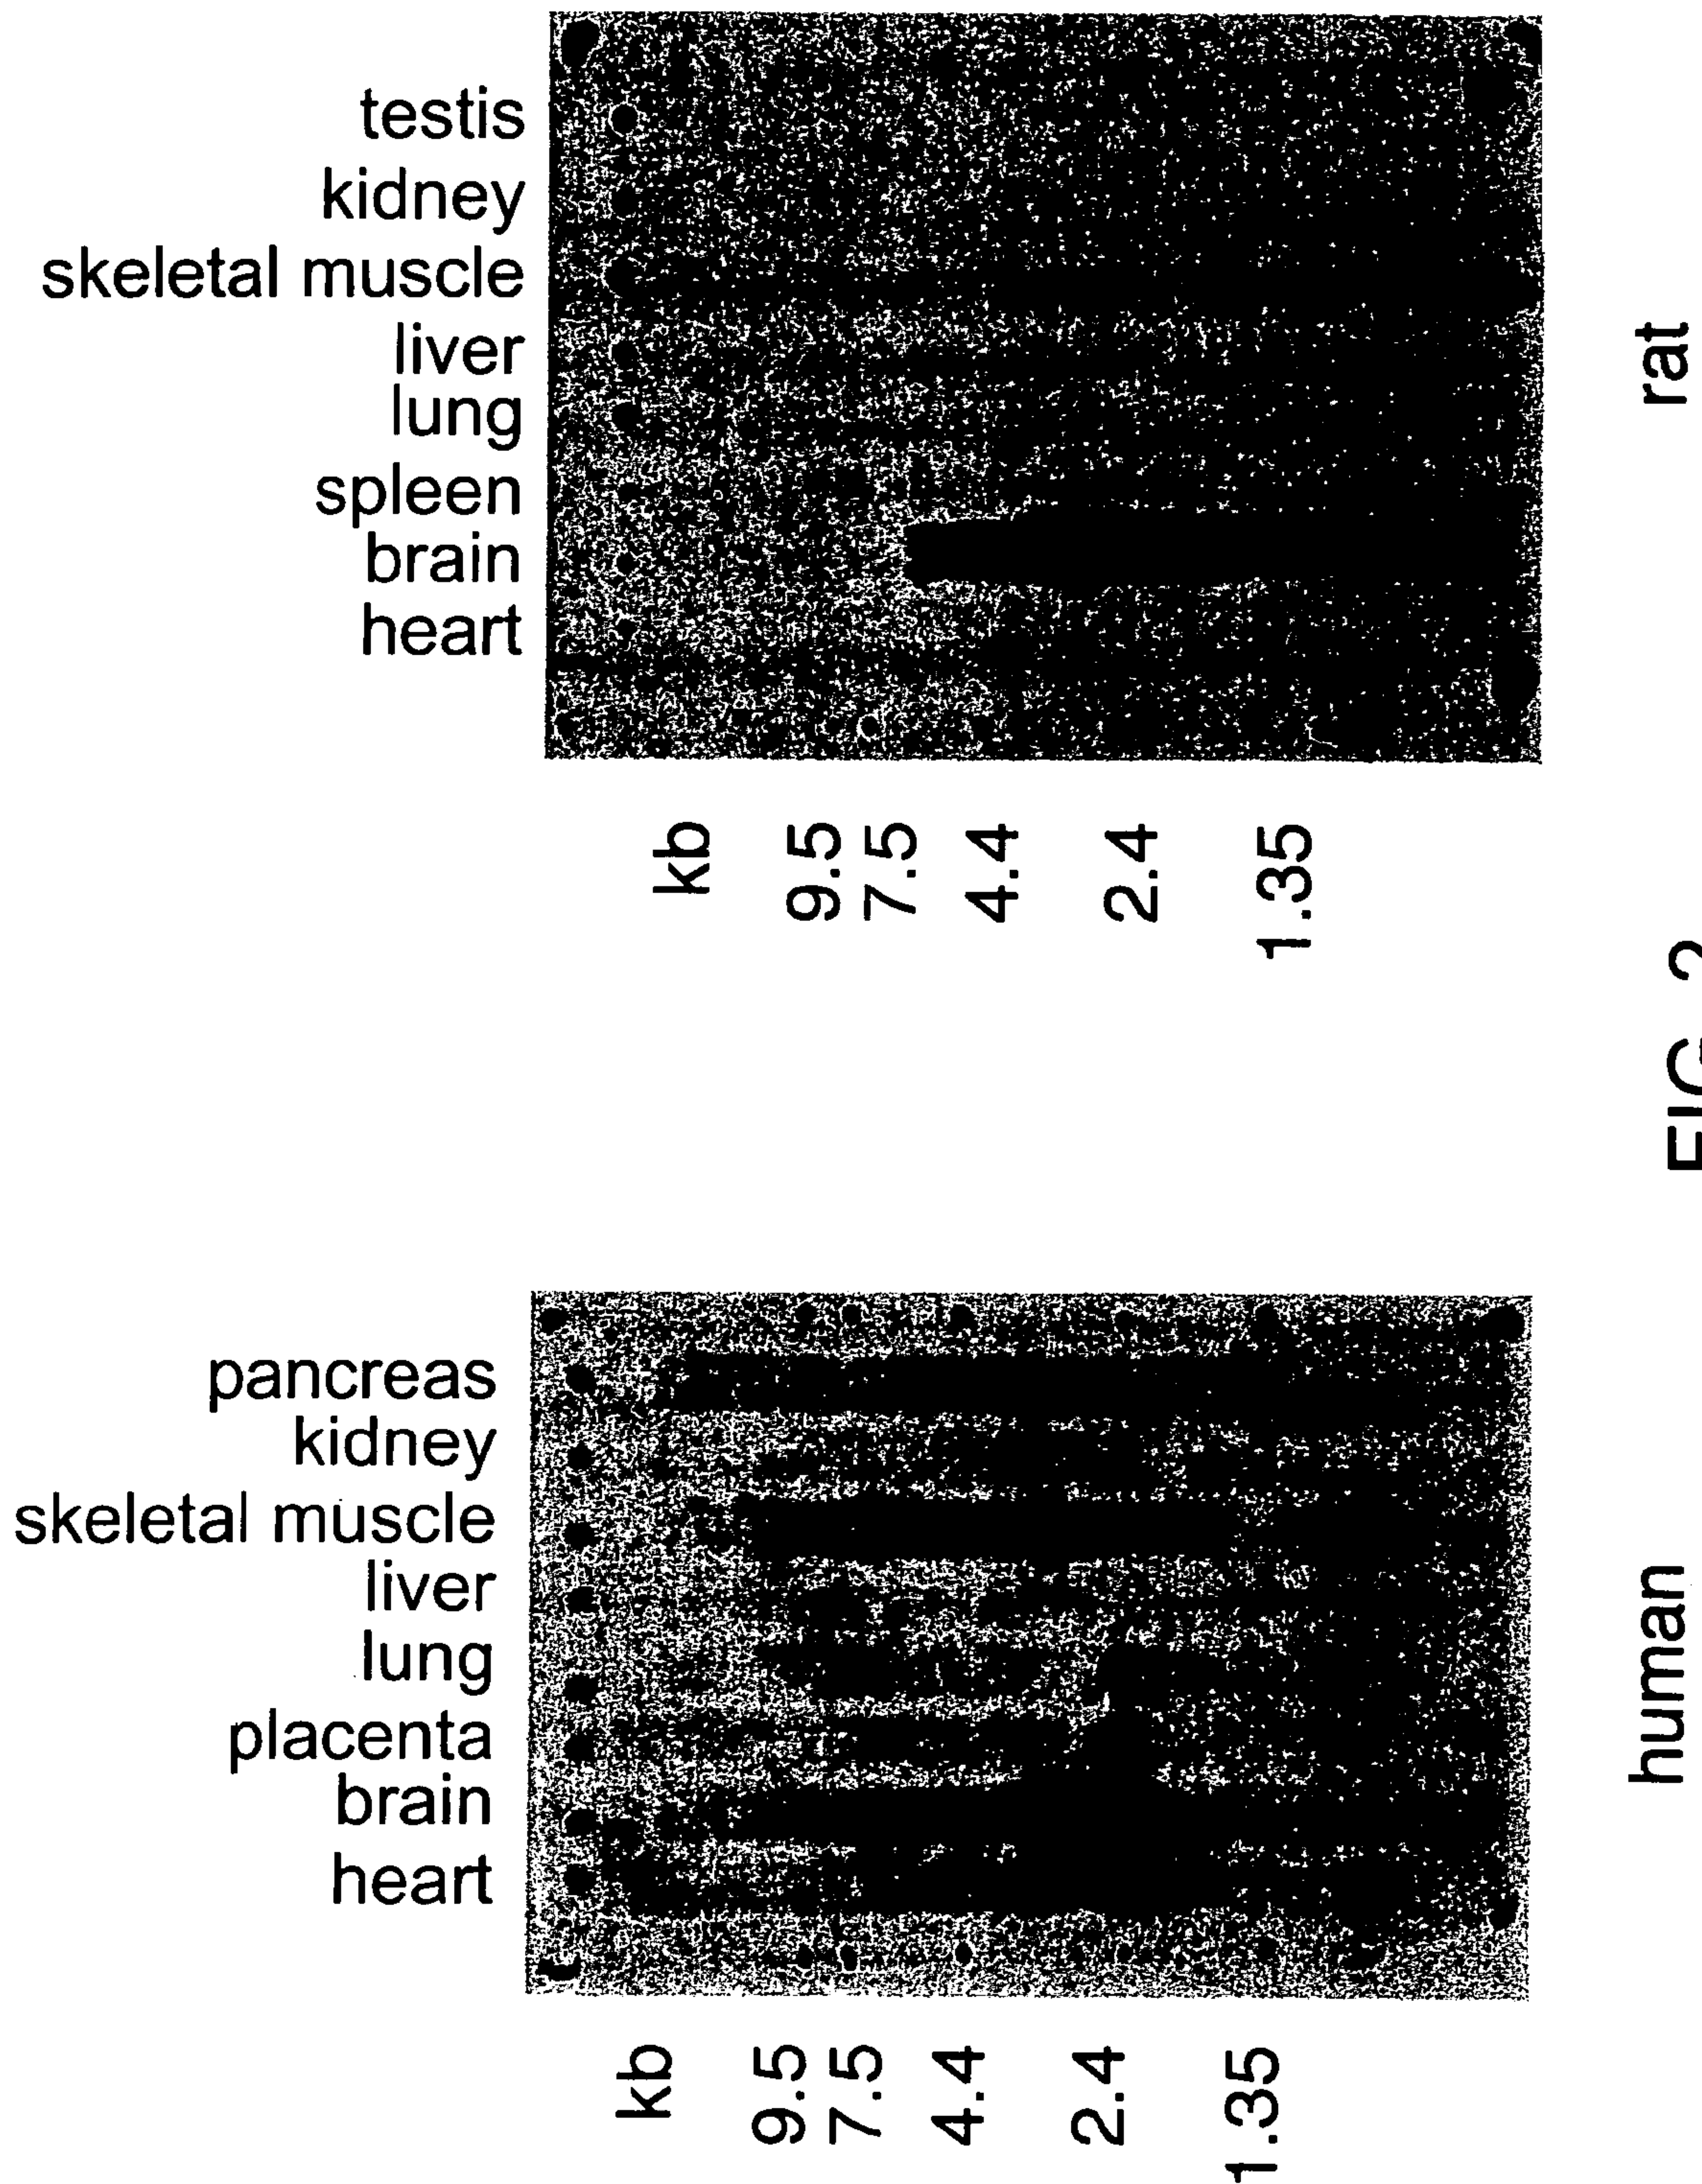 testis
kidney
skeletal muscle
liver
lung
spleen
brain
heart
kb
9.5
7.5
4.4
2.4
1.35
rat
pancreas
kidney
skeletal muscle
liver
lung
placenta
brain
heart
kb
9.5
7.5
4.4
2.4
1.35
human
FIG 2